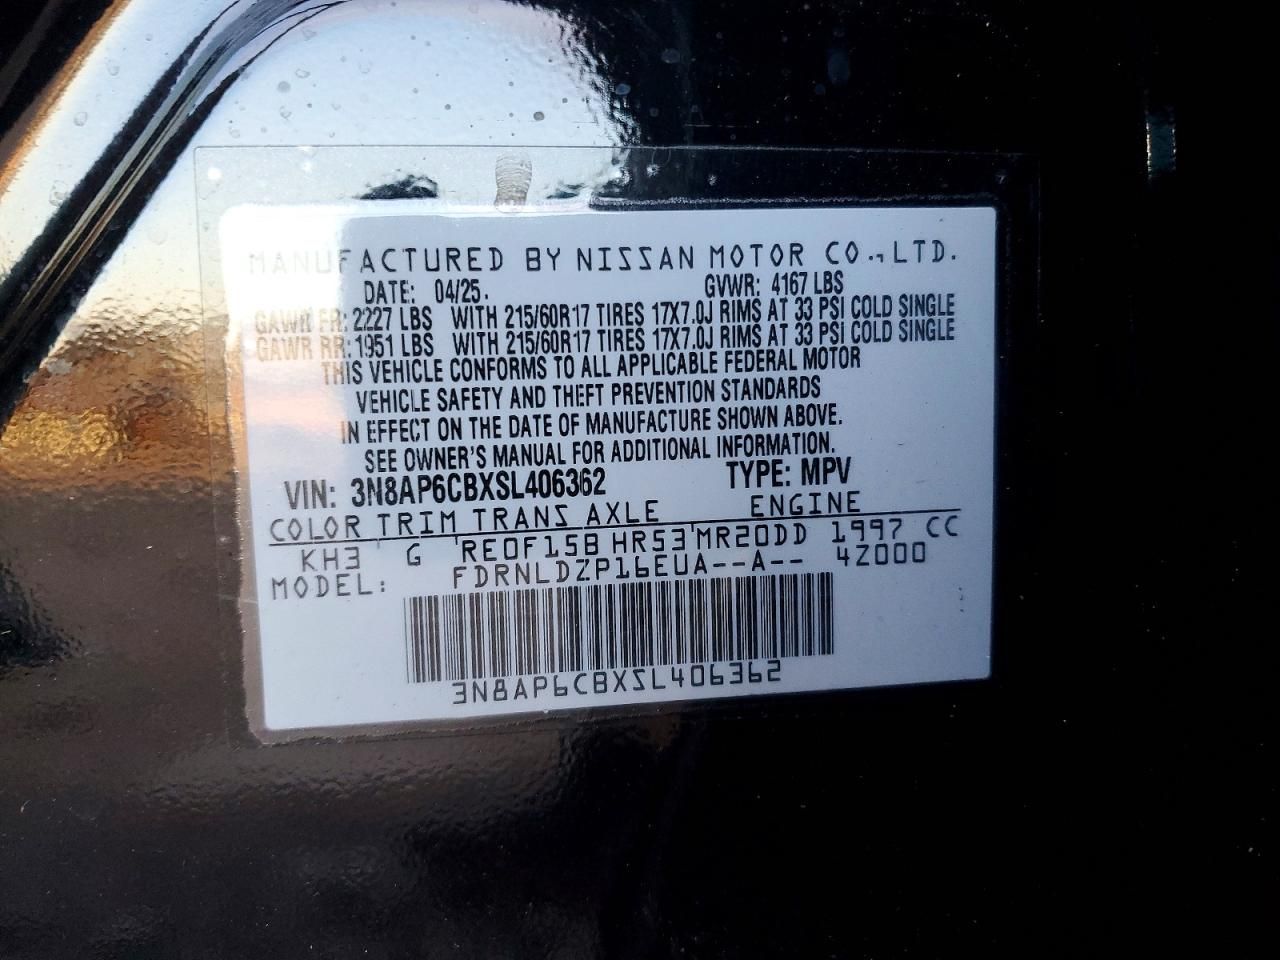 MANUFACTURED BY NISSAN MOTOR CO., LTD.
DATE: 04/25. GVWR: 4167 LBS
GAWR FR: 2227 LBS WITH 215/60R17 TIRES 17X7.0J RIMS AT 33 PSI COLD SINGLE
GAWR RR: 1951 LBS WITH 215/60R17 TIRES 17X7.0J RIMS AT 33 PSI COLD SINGLE
THIS VEHICLE CONFORMS TO ALL APPLICABLE FEDERAL MOTOR
VEHICLE SAFETY AND THEFT PREVENTION STANDARDS
IN EFFECT ON THE DATE OF MANUFACTURE SHOWN ABOVE.
SEE OWNER'S MANUAL FOR ADDITIONAL INFORMATION.
VIN: 3N8AP6CBXSL406362 TYPE: MPV
COLOR TRIM TRANS AXLE ENGINE
KH3 G RE0F15B HR53 MR20DD 1997 CC
MODEL: FDRNLDZP16EUA--A-- 4Z000
3N8AP6CBXSL406362